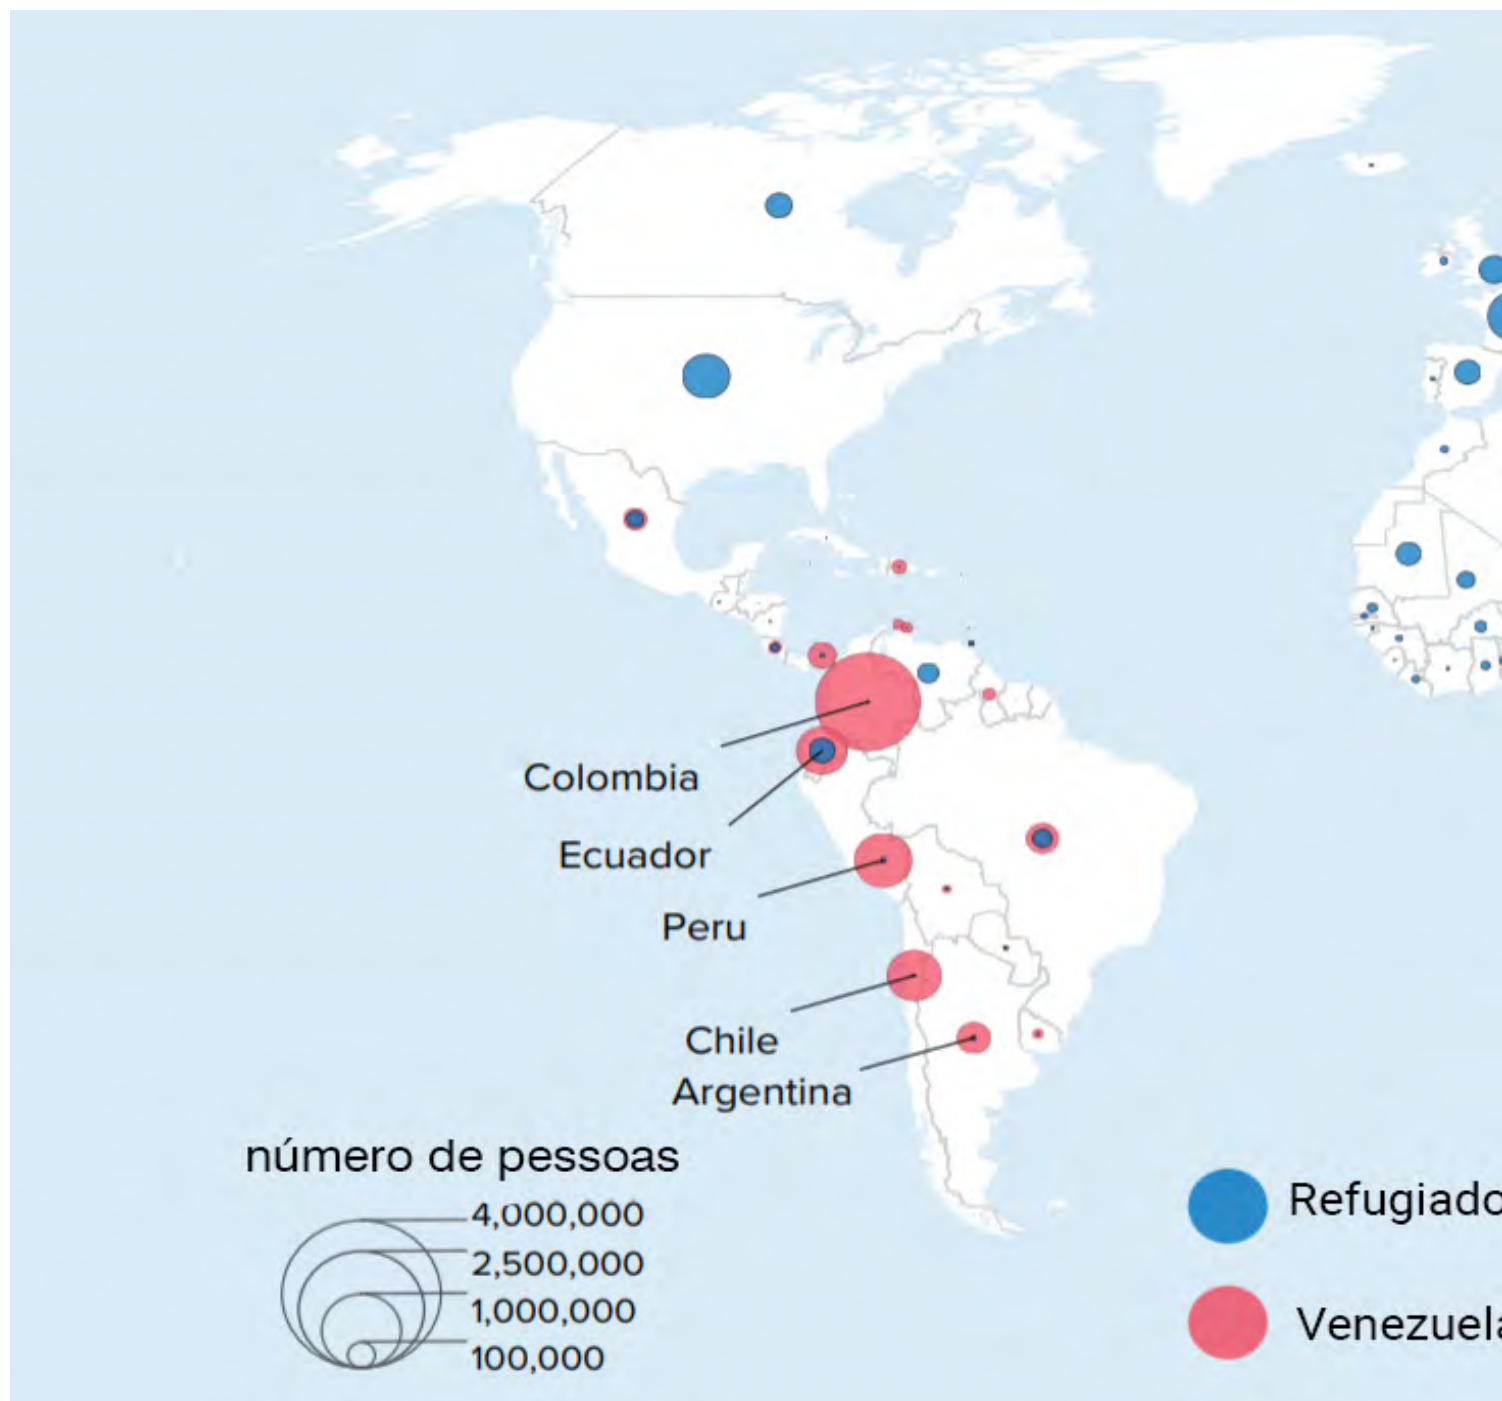 Colombia
Ecuador
Peru
Chile
Argentina
número de pessoas
4,000,000
2,500,000
1,000,000
100,000
Refugiado
Venezuela